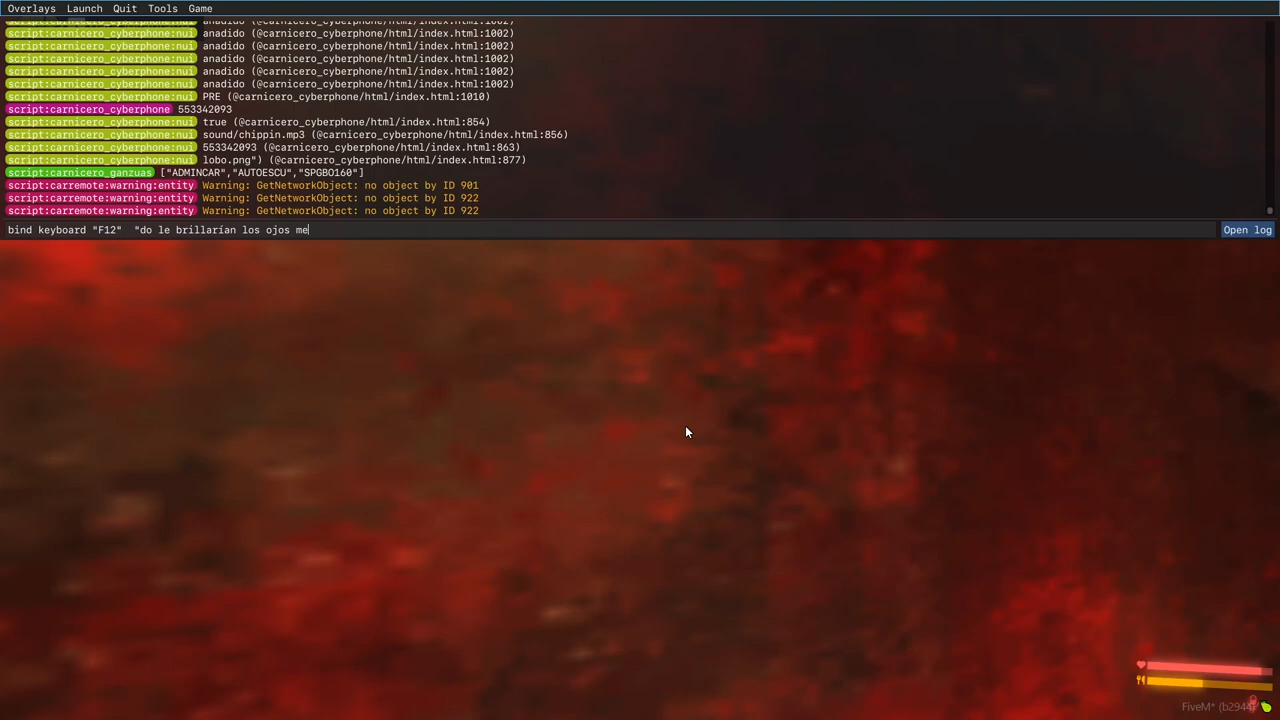 Overlays Launch Quit Tools Game
script:carnicero_cyberphone:nui anadido (@carnicero_cyberphone/html/index.html:1002)
script:carnicero_cyberphone:nui anadido (@carnicero_cyberphone/html/index.html:1002)
script:carnicero_cyberphone:nui anadido (@carnicero_cyberphone/html/index.html:1002)
script:carnicero_cyberphone:nui anadido (@carnicero_cyberphone/html/index.html:1002)
script:carnicero_cyberphone:nui anadido (@carnicero_cyberphone/html/index.html:1002)
script:carnicero_cyberphone:nui anadido (@carnicero_cyberphone/html/index.html:1002)
script:carnicero_cyberphone:nui PRE (@carnicero_cyberphone/html/index.html:1010)
script:carnicero_cyberphone 553342093
script:carnicero_cyberphone:nui true (@carnicero_cyberphone/html/index.html:854)
script:carnicero_cyberphone:nui sound/chippin.mp3 (@carnicero_cyberphone/html/index.html:856)
script:carnicero_cyberphone:nui 553342093 (@carnicero_cyberphone/html/index.html:863)
script:carnicero_cyberphone:nui lobo.png") (@carnicero_cyberphone/html/index.html:877)
script:carnicero_ganzuas ["ADMINCAR","AUTOESCU","SPGBO160"]
script:carremote:warning:entity Warning: GetNetworkObject: no object by ID 901
script:carremote:warning:entity Warning: GetNetworkObject: no object by ID 922
script:carremote:warning:entity Warning: GetNetworkObject: no object by ID 922
bind keyboard "F12"  "do le brillarían los ojos me
Open log
FiveM* (b2944)